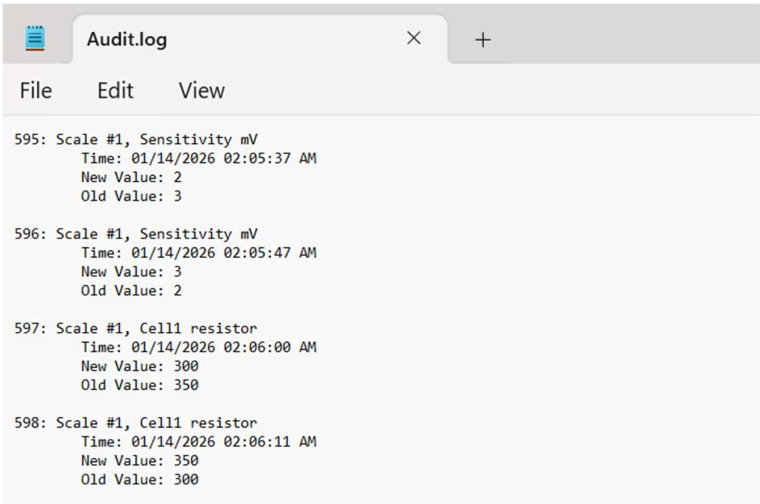 Audit.log
File Edit View
595: Scale #1, Sensitivity mV
Time: 01/14/2026 02:05:37 AM
New Value: 2
Old Value: 3
596: Scale #1, Sensitivity mV
Time: 01/14/2026 02:05:47 AM
New Value: 3
Old Value: 2
597: Scale #1, Cell1 resistor
Time: 01/14/2026 02:06:00 AM
New Value: 300
Old Value: 350
598: Scale #1, Cell1 resistor
Time: 01/14/2026 02:06:11 AM
New Value: 350
Old Value: 300